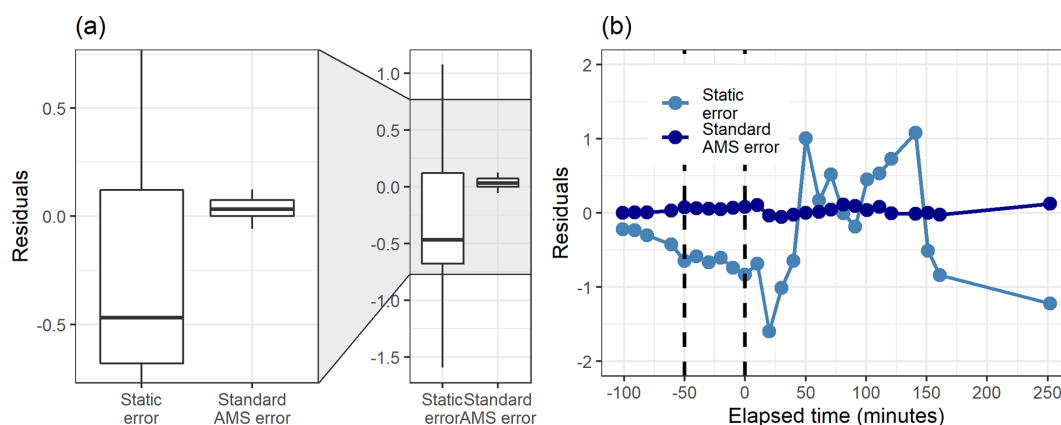 (a)
Residuals
0.5
0.0
-0.5
Static
error
Standard
AMS error
1.0
0.5
0.0
-0.5
-1.0
-1.5
Static
error
Standard
AMS error
(b)
Residuals
2
1
0
-1
-2
Static
error
Standard
AMS error
-100
-50
0
50
100
150
200
250
Elapsed time (minutes)